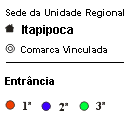 Sede da Unidade Regional
Itapipoca
Comarca Vinculada
Entrância
1ª 2ª 3ª